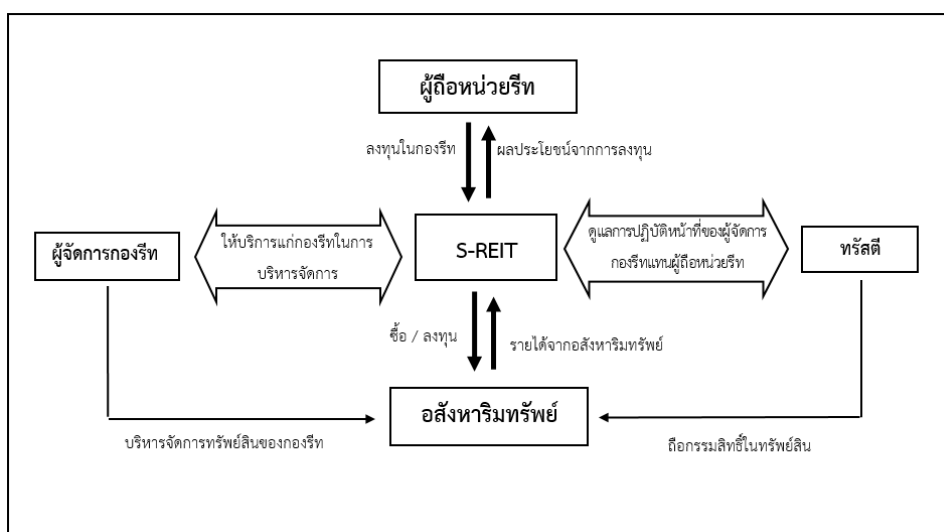 ผู้ถือหน่วยรีท
ลงทุนในกองรีท
ผลประโยชน์จากการลงทุน
ผู้จัดการกองรีท
ให้บริการแก่กองรีทในการ
บริหารจัดการ
S-REIT
ดูแลการปฏิบัติหน้าที่ของผู้จัดการ
กองรีทแทนผู้ถือหน่วยรีท
ทรัสตี
ซื้อ / ลงทุน
รายได้จากอสังหาริมทรัพย์
อสังหาริมทรัพย์
บริหารจัดการทรัพย์สินของกองรีท
ถือกรรมสิทธิ์ในทรัพย์สิน